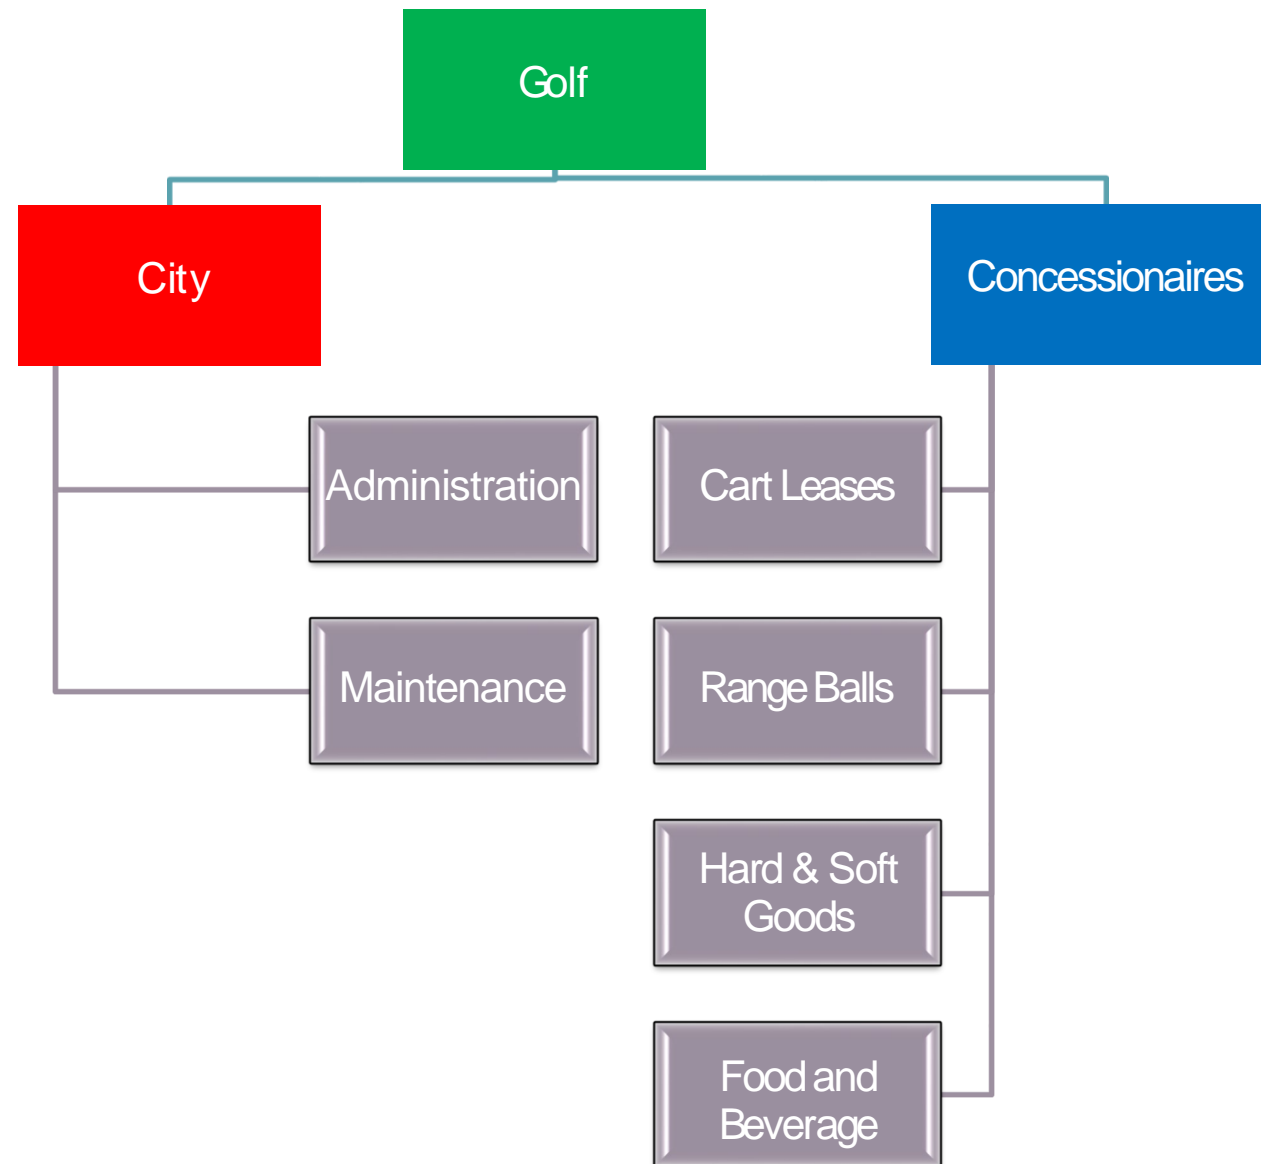 Golf
City
Concessionaires
Administration
Cart Leases
Maintenance
Range Balls
Hard & Soft
Goods
Food and
Beverage